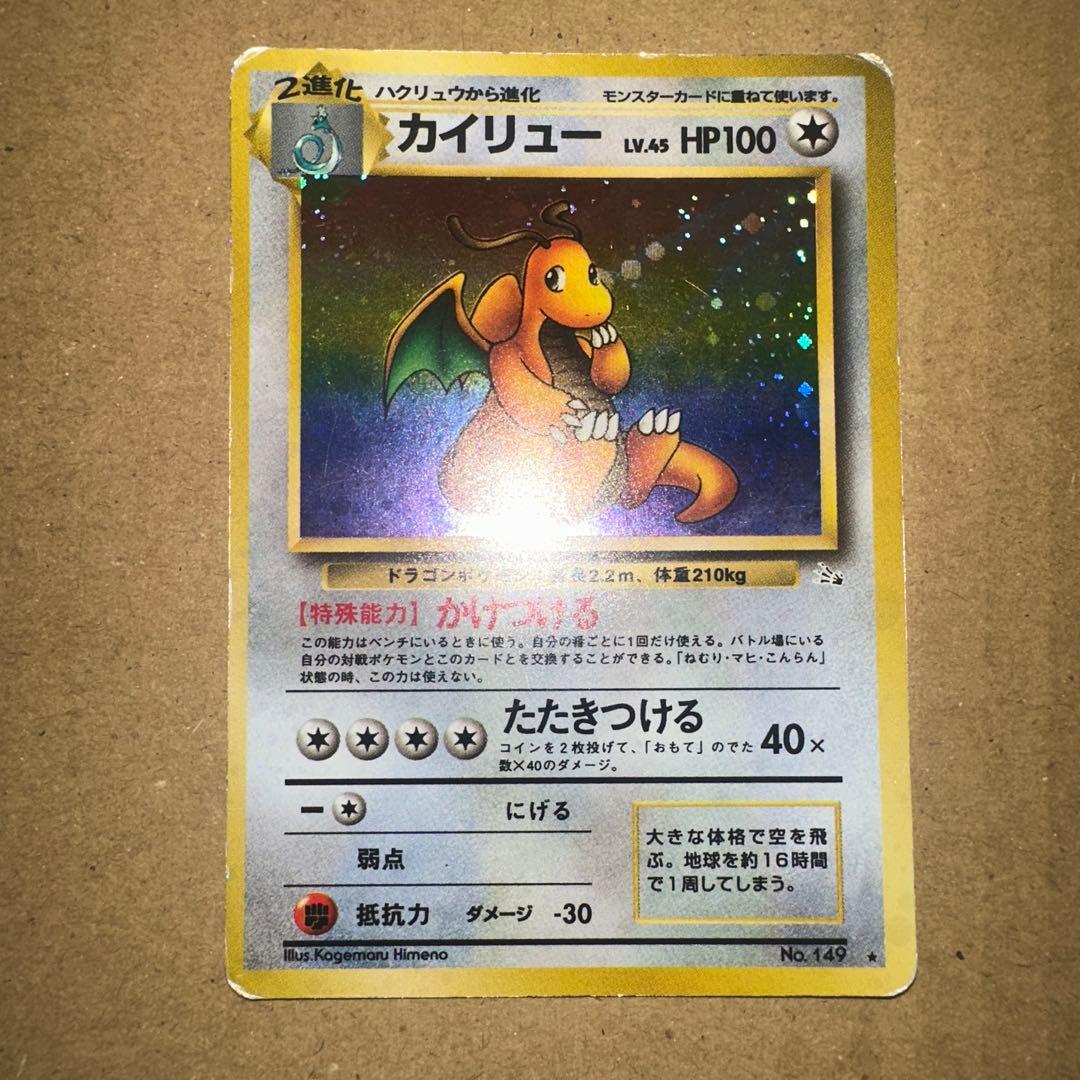 2進化
ハクリュウから進化
モンスターカードに重ねて使います。
カイリュー LV.45 HP100
ドラゴンポケモン 身長2.2m、体重210kg
【特殊能力】かけつける
この能力はベンチにいるときに使う。自分の番ごとに1回だけ使える。バトル場にいる
自分の対戦ポケモンとこのカードとを交換することができる。「ねむり・マヒ・こんらん」
状態の時、この力は使えない。
たたきつける
コインを2枚投げて、「おもて」のでた
数×40のダメージ。
40×
にげる
弱点
抵抗力 ダメージ -30
大きな体格で空を飛
ぶ。地球を約16時間
で1周してしまう。
Illus.Kagemaru Himeno
No.149